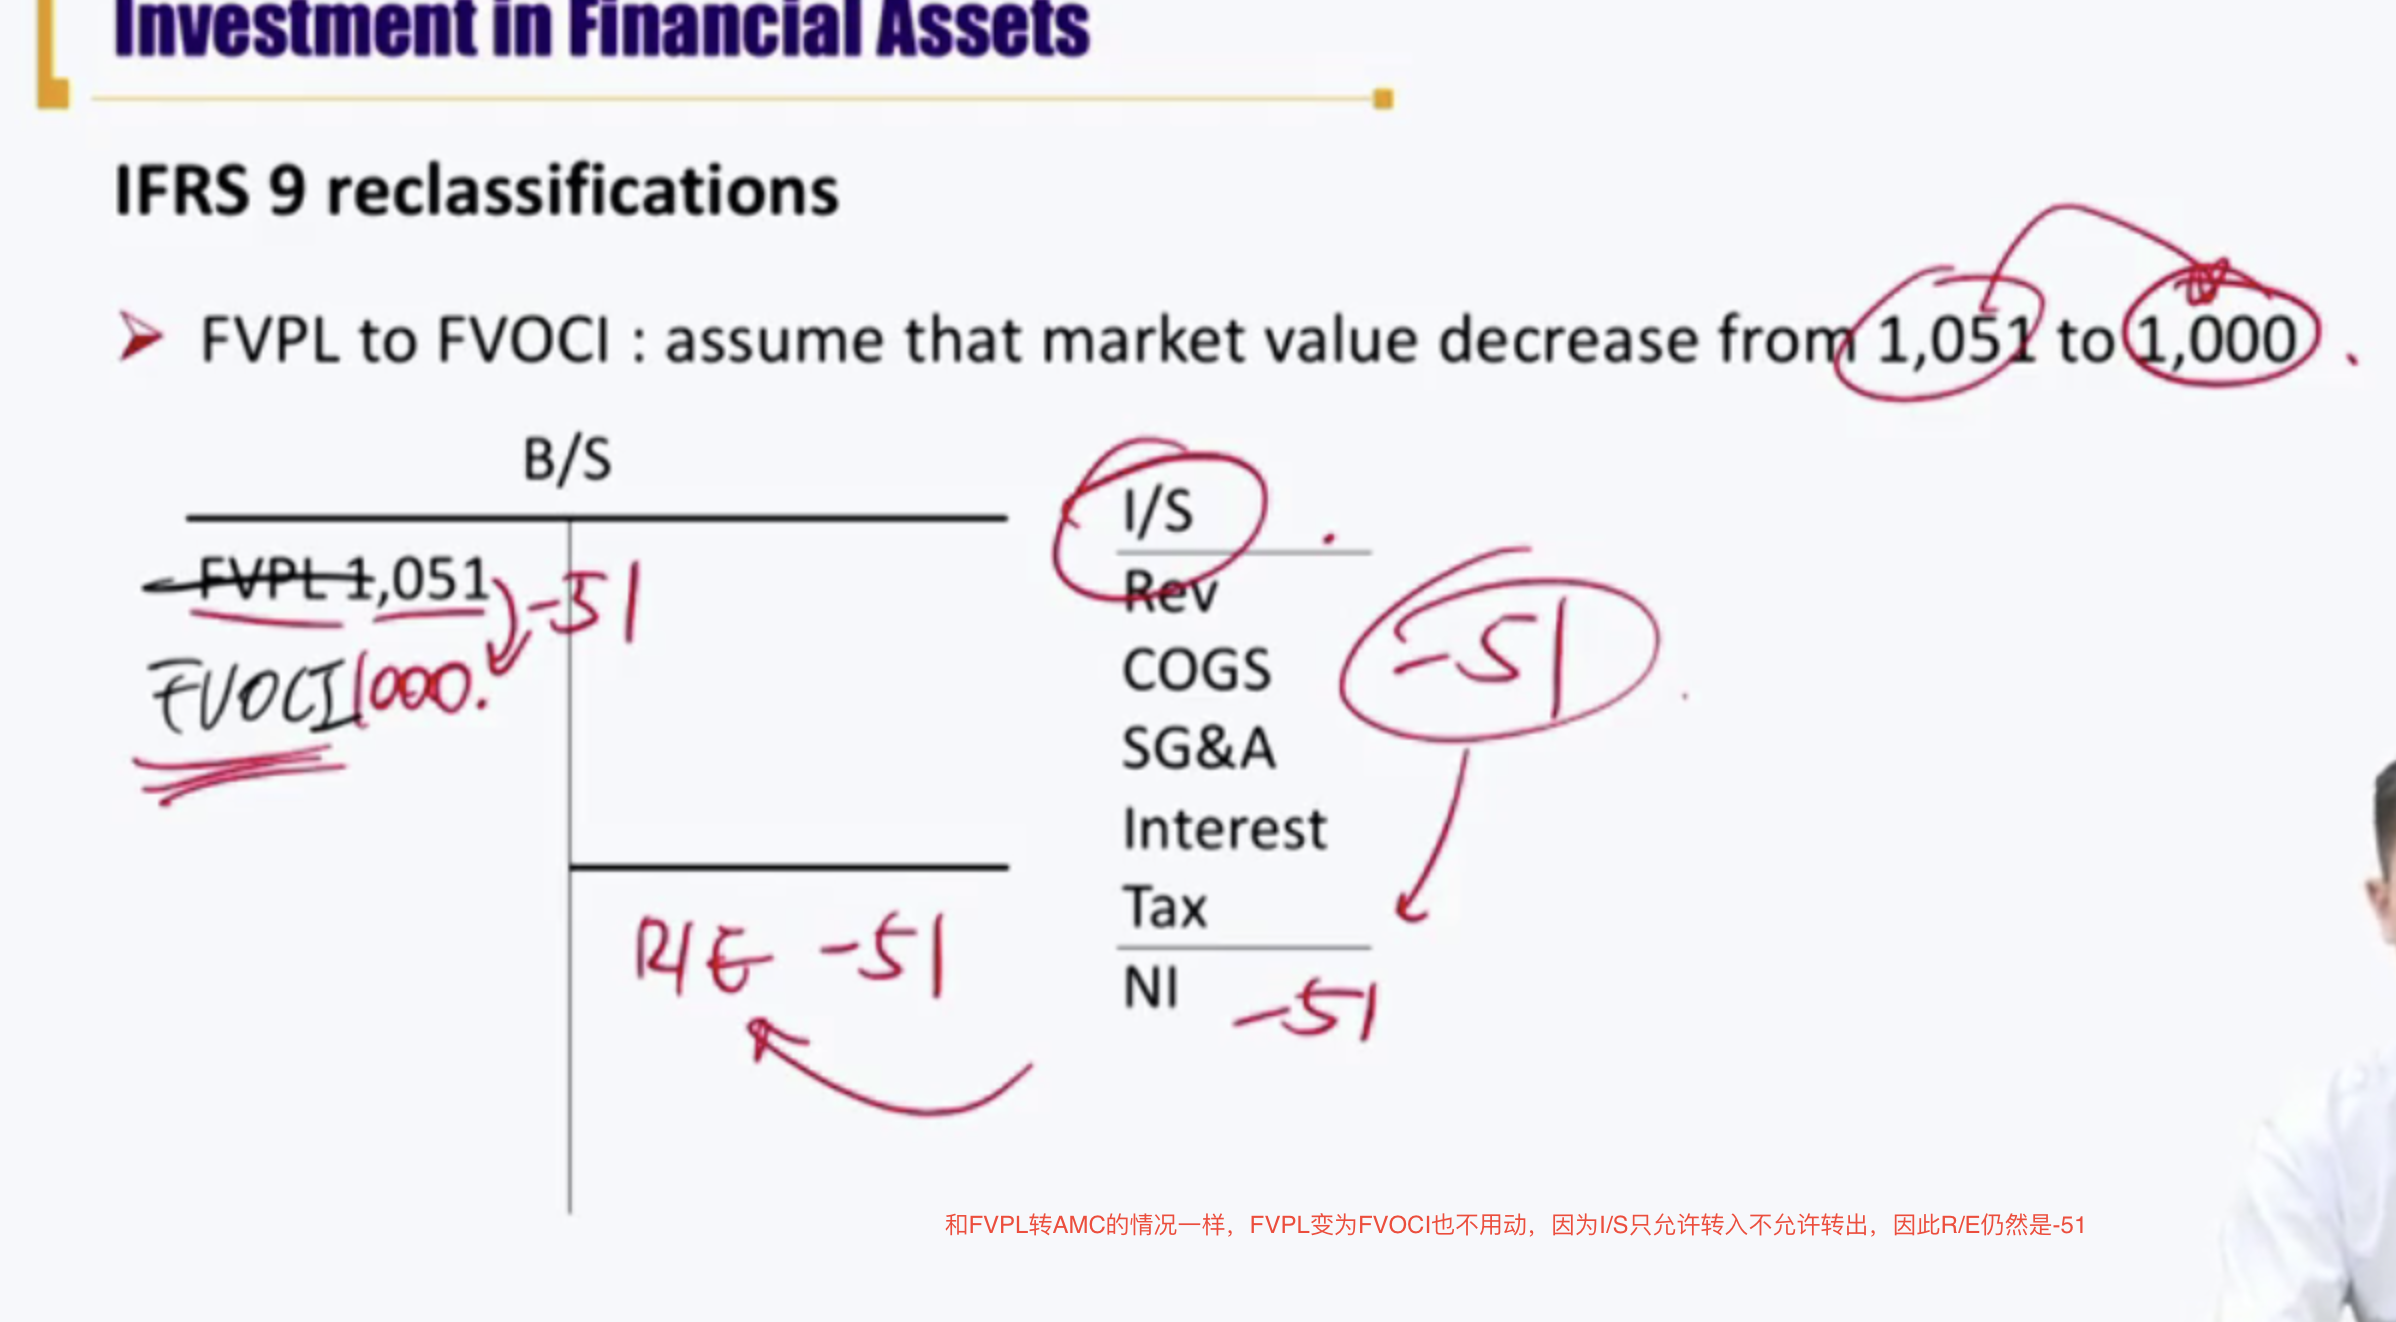 Investment in Financial Assets
IFRS 9 reclassifications
FVPL to FVOCI : assume that market value decrease from 1,051 to 1,000
B/S
FVPL 1,051
-51
FVOCI 1000.
R/E -51
I/S
Rev
COGS
-51
SG&A
Interest
Tax
NI -51
和FVPL转AMC的情况一样，FVPL变为FVOCI也不用动，因为I/S只允许转入不允许转出，因此R/E仍然是-51